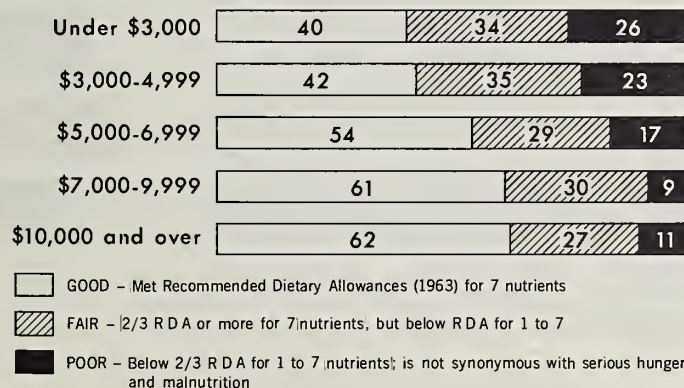 Under $3,000 40 34 26
$3,000-4,999 42 35 23
$5,000-6,999 54 29 17
$7,000-9,999 61 30 9
$10,000 and over 62 27 11
GOOD – Met Recommended Dietary Allowances (1963) for 7 nutrients
FAIR – 2/3 RDA or more for 7 nutrients, but below RDA for 1 to 7
POOR – Below 2/3 RDA for 1 to 7 nutrients; is not synonymous with serious hunger
and malnutrition